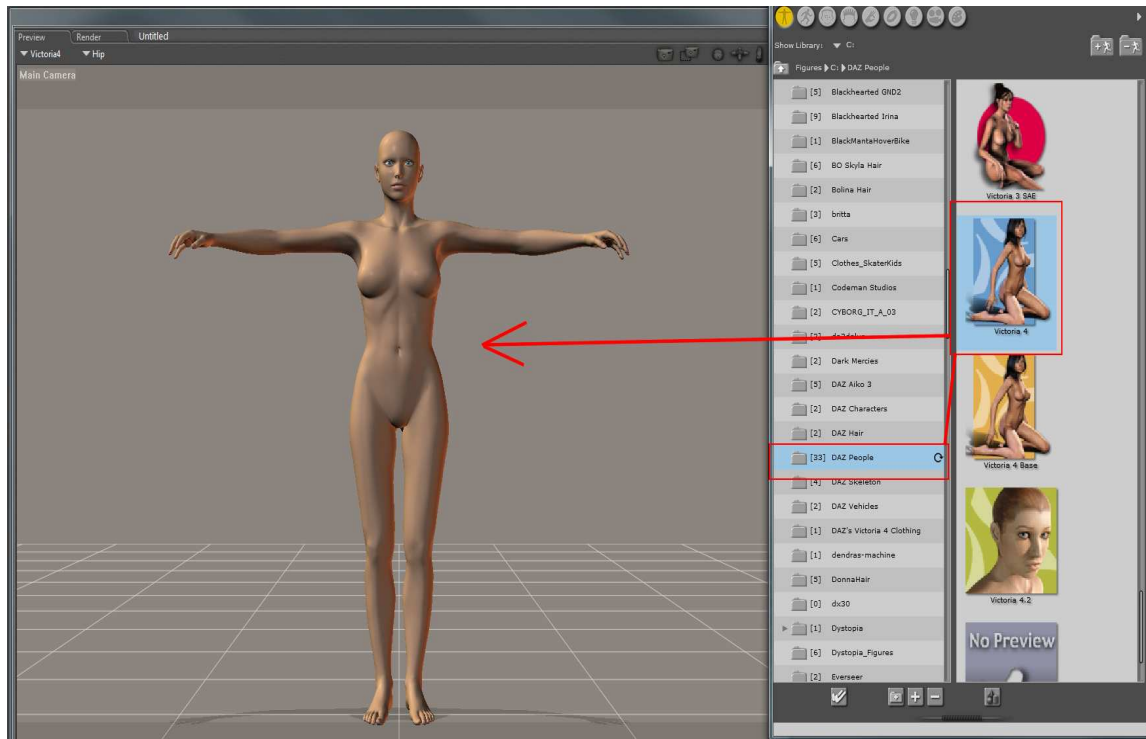 Preview Render Untitled
Victoria4 Hip
Main Camera
Show Library: C:
Figures C: DAZ People
[5] Blackhearted GND2
[9] Blackhearted Irina
[1] BlackMantaHoverBike
[6] BO Skyla Hair
[2] Bolina Hair
[3] britta
[6] Cars
[5] Clothes_SkaterKids
[1] Codeman Studios
[2] CYBORG_IT_A_03
[2] Dark Mercies
[5] DAZ Aiko 3
[2] DAZ Characters
[2] DAZ Hair
[33] DAZ People
[4] DAZ Skeleton
[2] DAZ Vehicles
[1] DAZ's Victoria 4 Clothing
[1] dendras-machine
[5] DonnaHair
[0] dx30
[1] Dystopia
[6] Dystopia_Figures
[2] Everseer
Victoria 3 SAE
Victoria 4
Victoria 4 Base
Victoria 4.2
No Preview